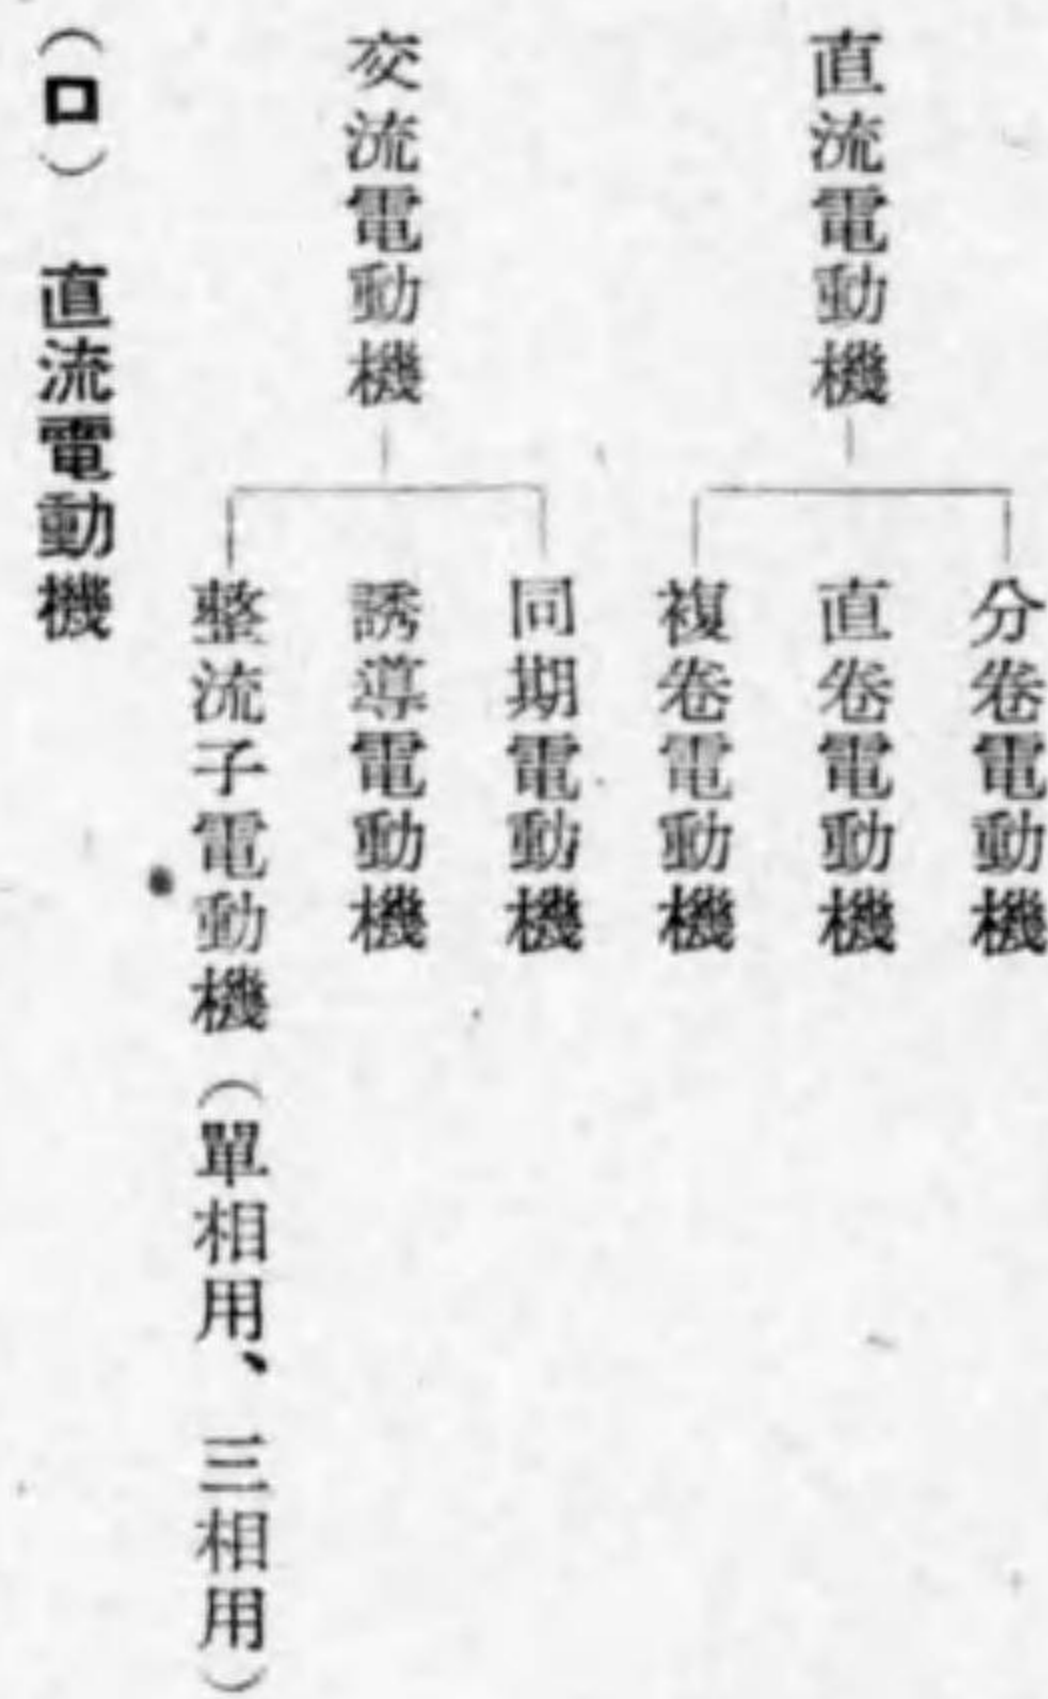 直流電動機
分卷電動機
直卷電動機
複卷電動機
交流電動機
同期電動機
誘導電動機
整流子電動機（單相用、三相用）
（ロ） 直流電動機